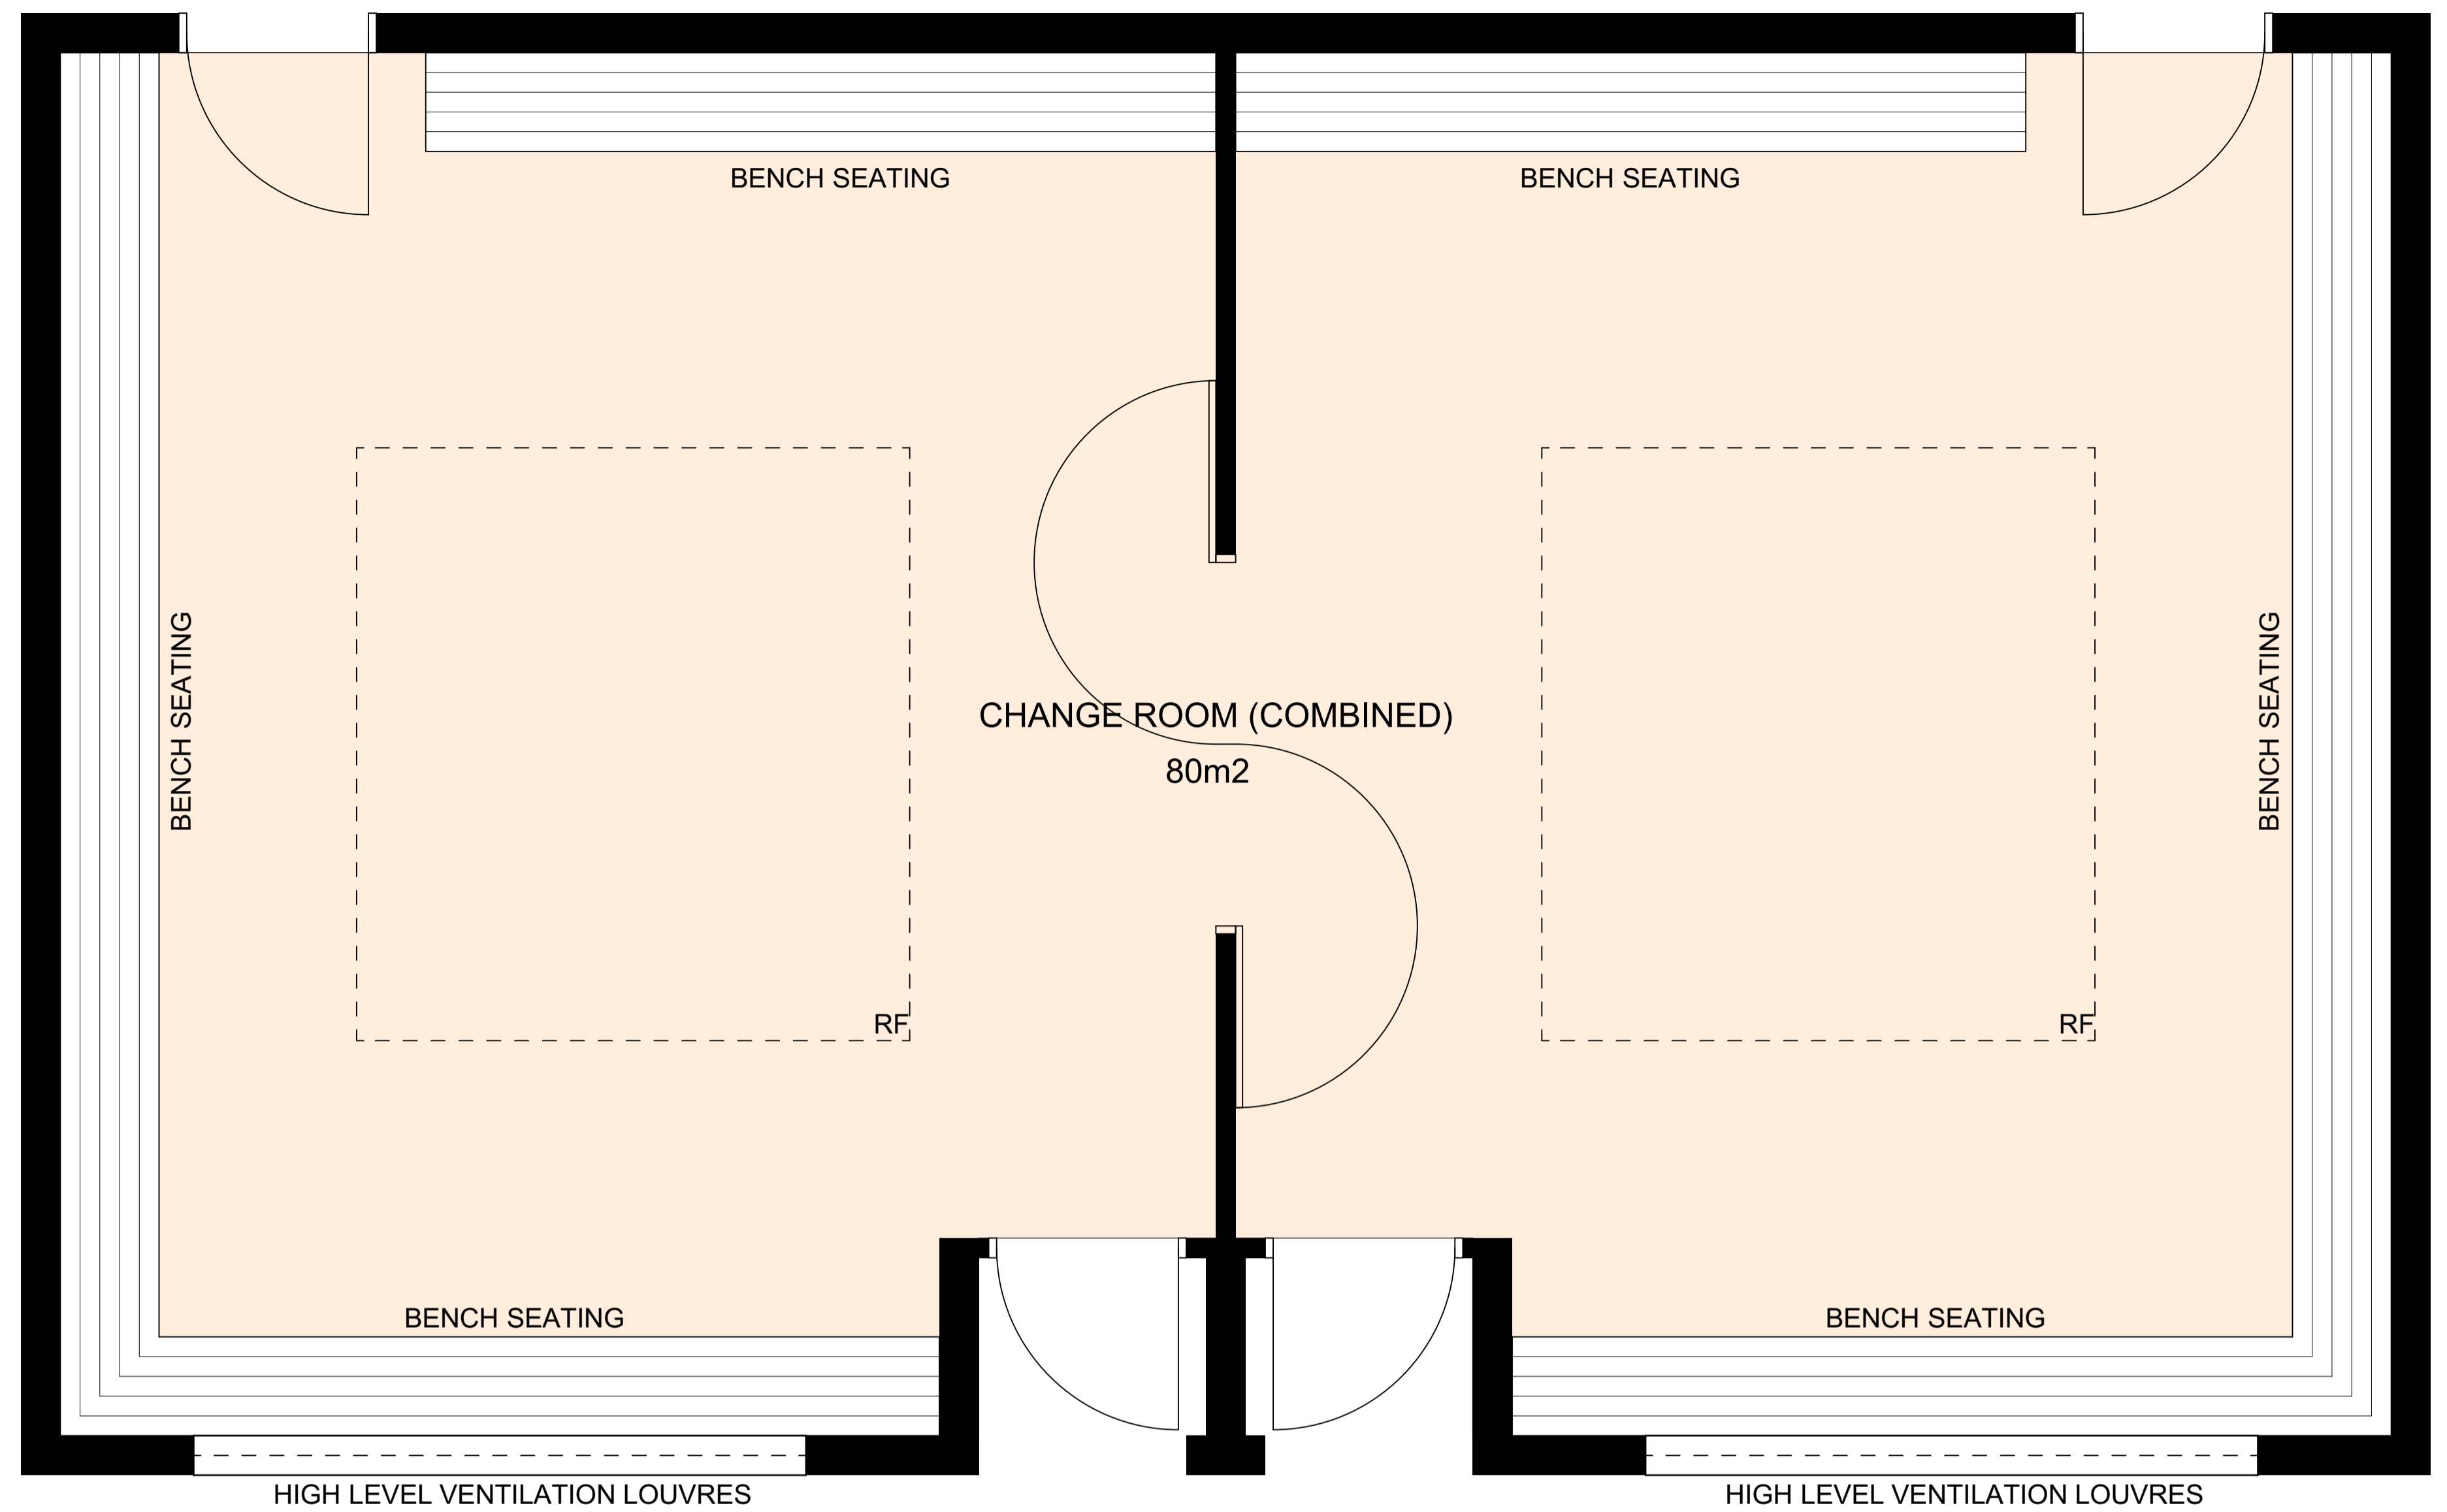 BENCH SEATING
BENCH SEATING
BENCH SEATING
BENCH SEATING
CHANGE ROOM (COMBINED)
80m2
RF
RF
BENCH SEATING
BENCH SEATING
HIGH LEVEL VENTILATION LOUVRES
HIGH LEVEL VENTILATION LOUVRES